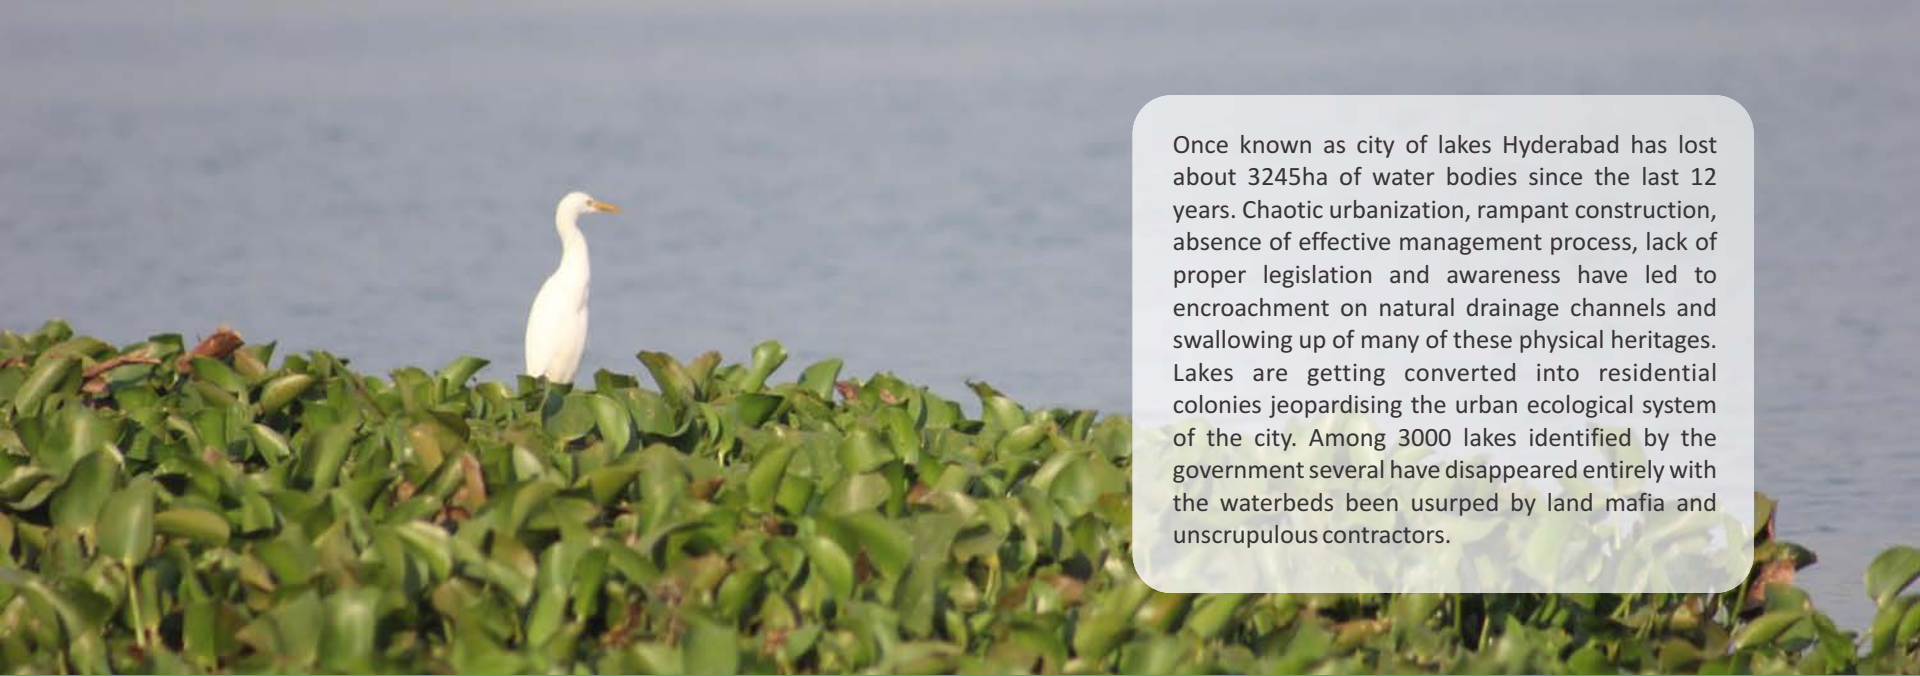 Once known as city of lakes Hyderabad has lost
about 3245ha of water bodies since the last 12
years. Chaotic urbanization, rampant construction,
absence of effective management process, lack of
proper legislation and awareness have led to
encroachment on natural drainage channels and
swallowing up of many of these physical heritages.
Lakes are getting converted into residential
colonies jeopardising the urban ecological system
of the city. Among 3000 lakes identified by the
government several have disappeared entirely with
the waterbeds been usurped by land mafia and
unscrupulous contractors.